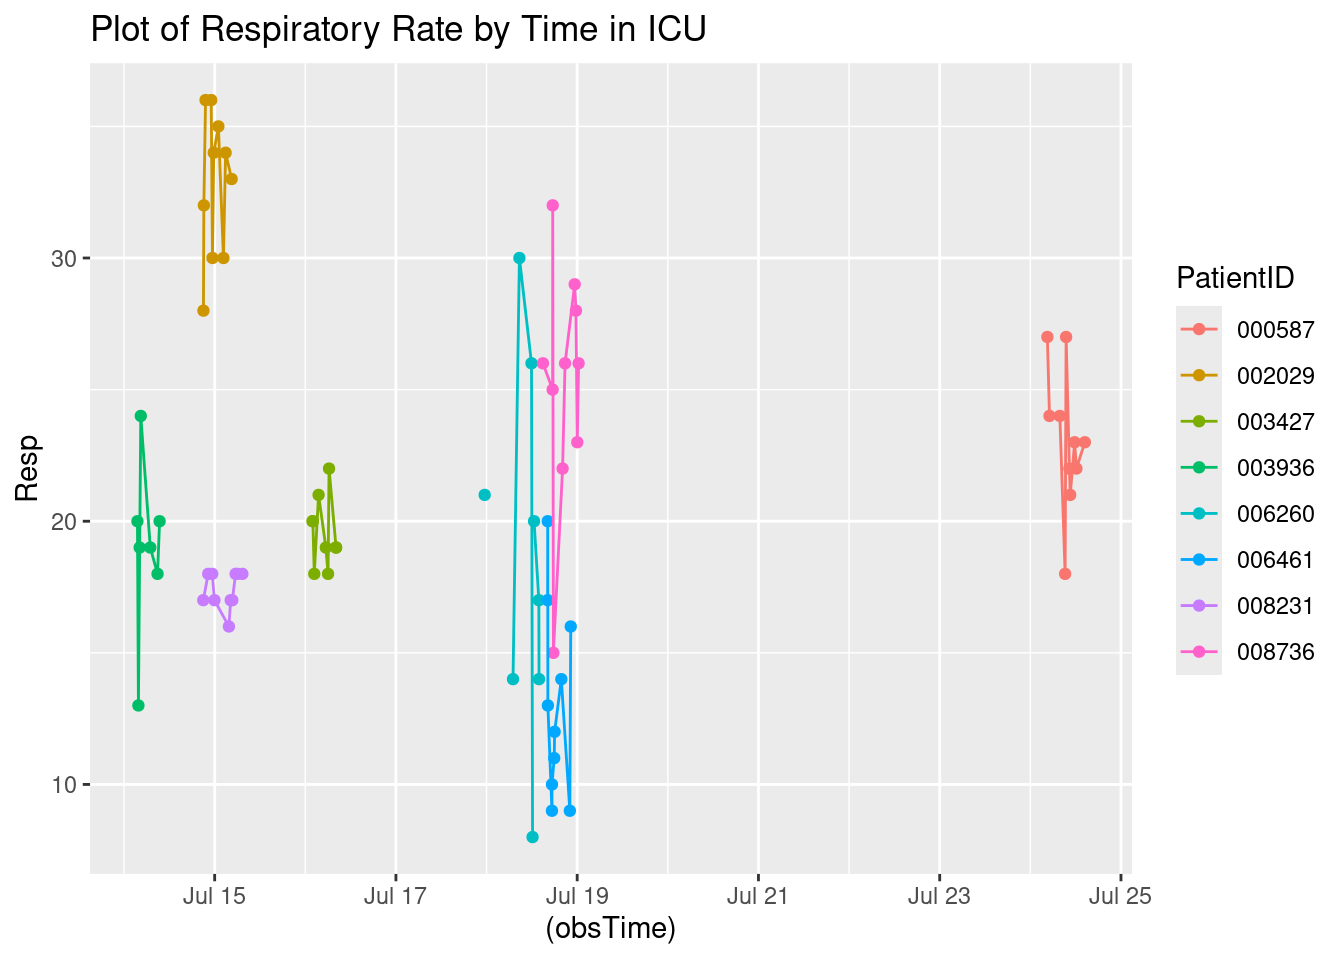 Plot of Respiratory Rate by Time in ICU
Resp
30
20
10
Jul 15
Jul 17
Jul 19
Jul 21
Jul 23
Jul 25
(obsTime)
PatientID
000587
002029
003427
003936
006260
006461
008231
008736